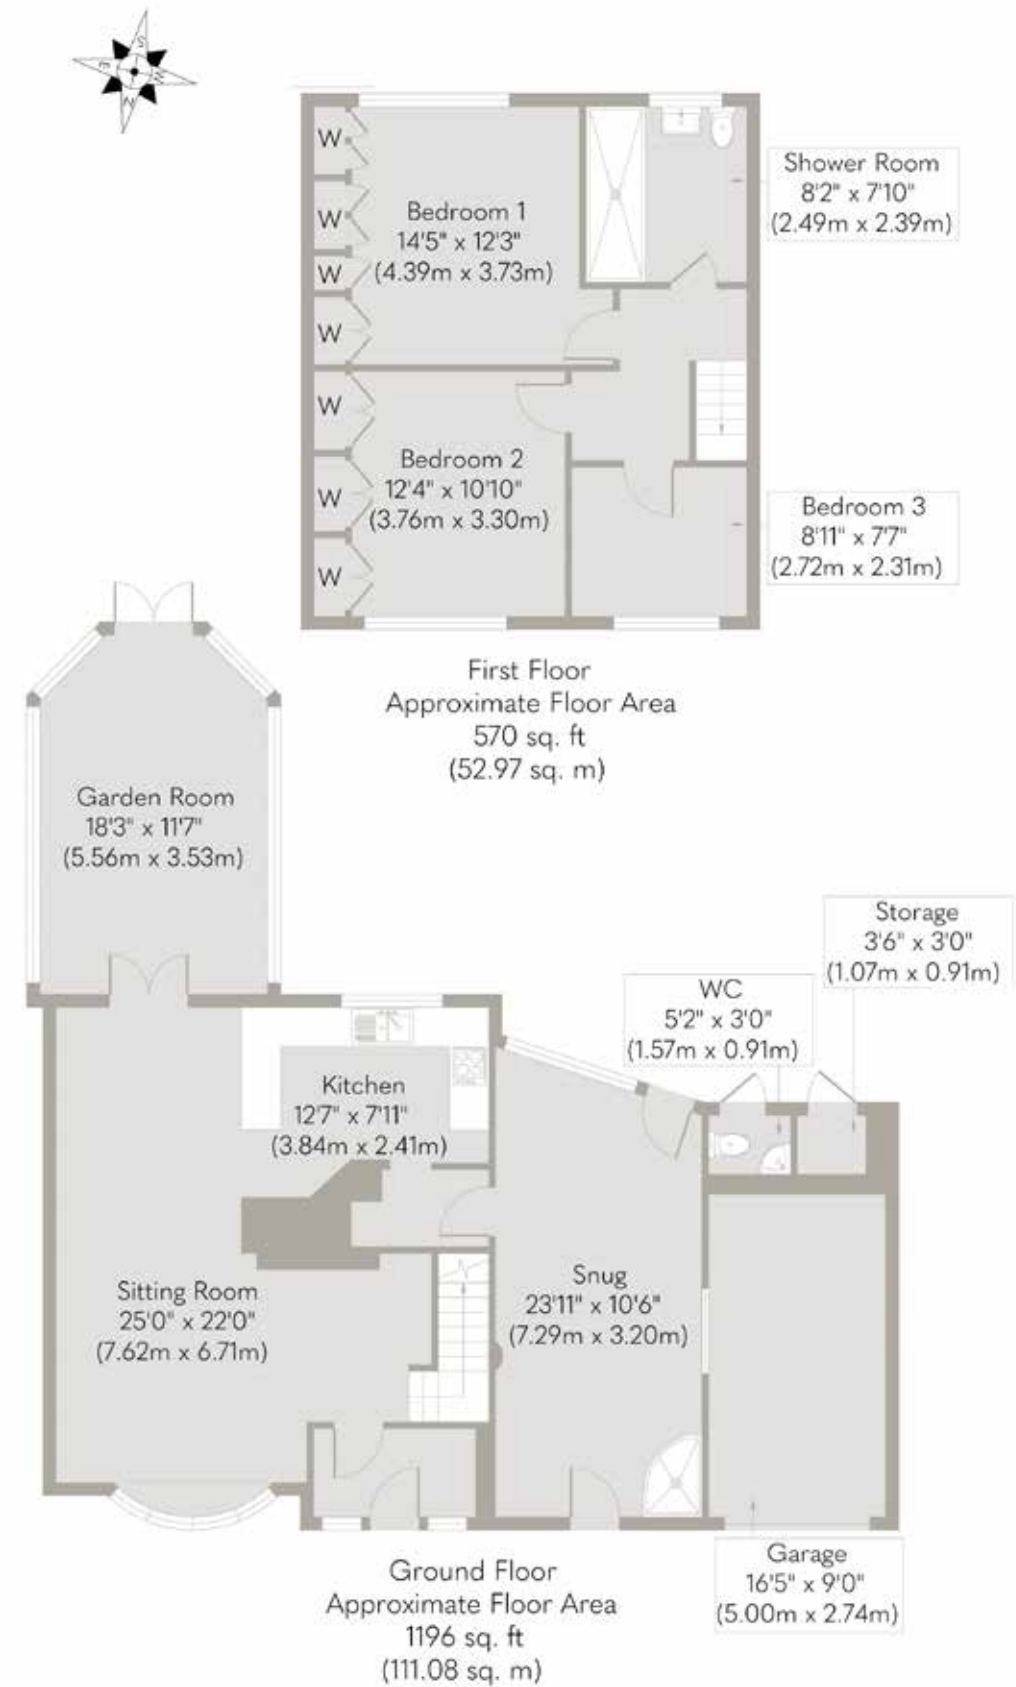 S
E
W
N
W
W
W
W
W
W
W
Bedroom 1
14'5" x 12'3"
(4.39m x 3.73m)
Shower Room
8'2" x 7'10"
(2.49m x 2.39m)
Bedroom 2
12'4" x 10'10"
(3.76m x 3.30m)
Bedroom 3
8'11" x 7'7"
(2.72m x 2.31m)
First Floor
Approximate Floor Area
570 sq. ft
(52.97 sq. m)
Garden Room
18'3" x 11'7"
(5.56m x 3.53m)
Storage
3'6" x 3'0"
(1.07m x 0.91m)
WC
5'2" x 3'0"
(1.57m x 0.91m)
Kitchen
12'7" x 7'11"
(3.84m x 2.41m)
Sitting Room
25'0" x 22'0"
(7.62m x 6.71m)
Snug
23'11" x 10'6"
(7.29m x 3.20m)
Garage
16'5" x 9'0"
(5.00m x 2.74m)
Ground Floor
Approximate Floor Area
1196 sq. ft
(111.08 sq. m)